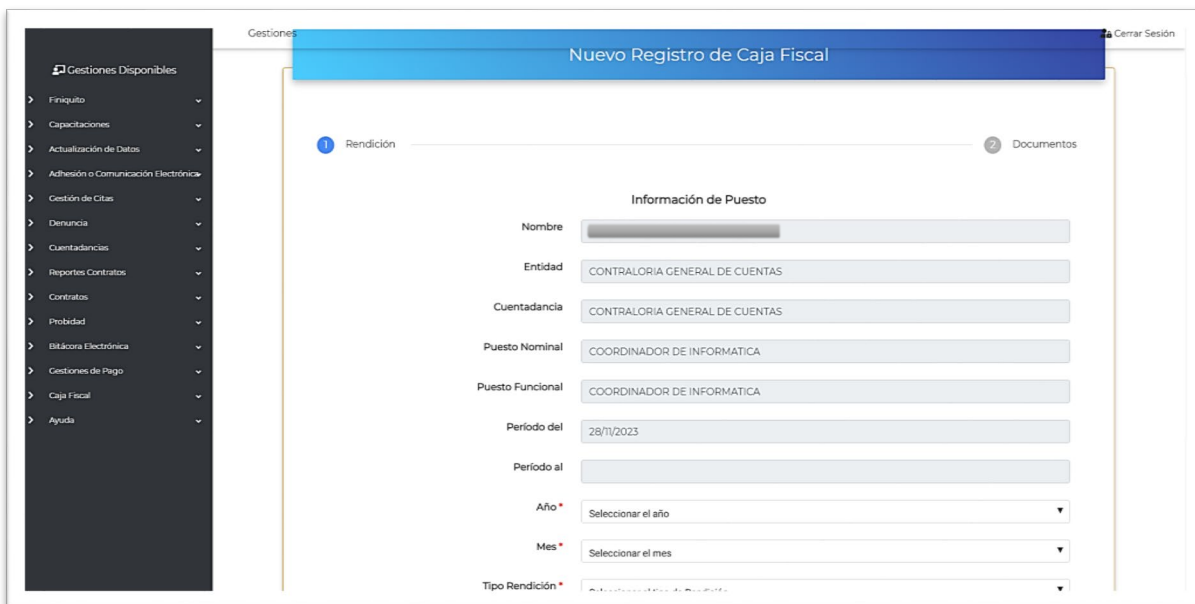 Gestiones
Cerrar Sesión
Nuevo Registro de Caja Fiscal
Gestiones Disponibles
Finiquito
Capacitaciones
Actualización de Datos
Adhesión o Comunicación Electrónica
Gestión de Citas
Denuncia
Cuentadancias
Reportes Contratos
Contratos
Probidad
Bitácora Electrónica
Gestiones de Pago
Caja Fiscal
Ayuda
1 Rendición
2 Documentos
Información de Puesto
Nombre
Entidad CONTRALORIA GENERAL DE CUENTAS
Cuentadancia CONTRALORIA GENERAL DE CUENTAS
Puesto Nominal COORDINADOR DE INFORMATICA
Puesto Funcional COORDINADOR DE INFORMATICA
Período del 28/11/2023
Período al
Año * Seleccionar el año
Mes * Seleccionar el mes
Tipo Rendición *